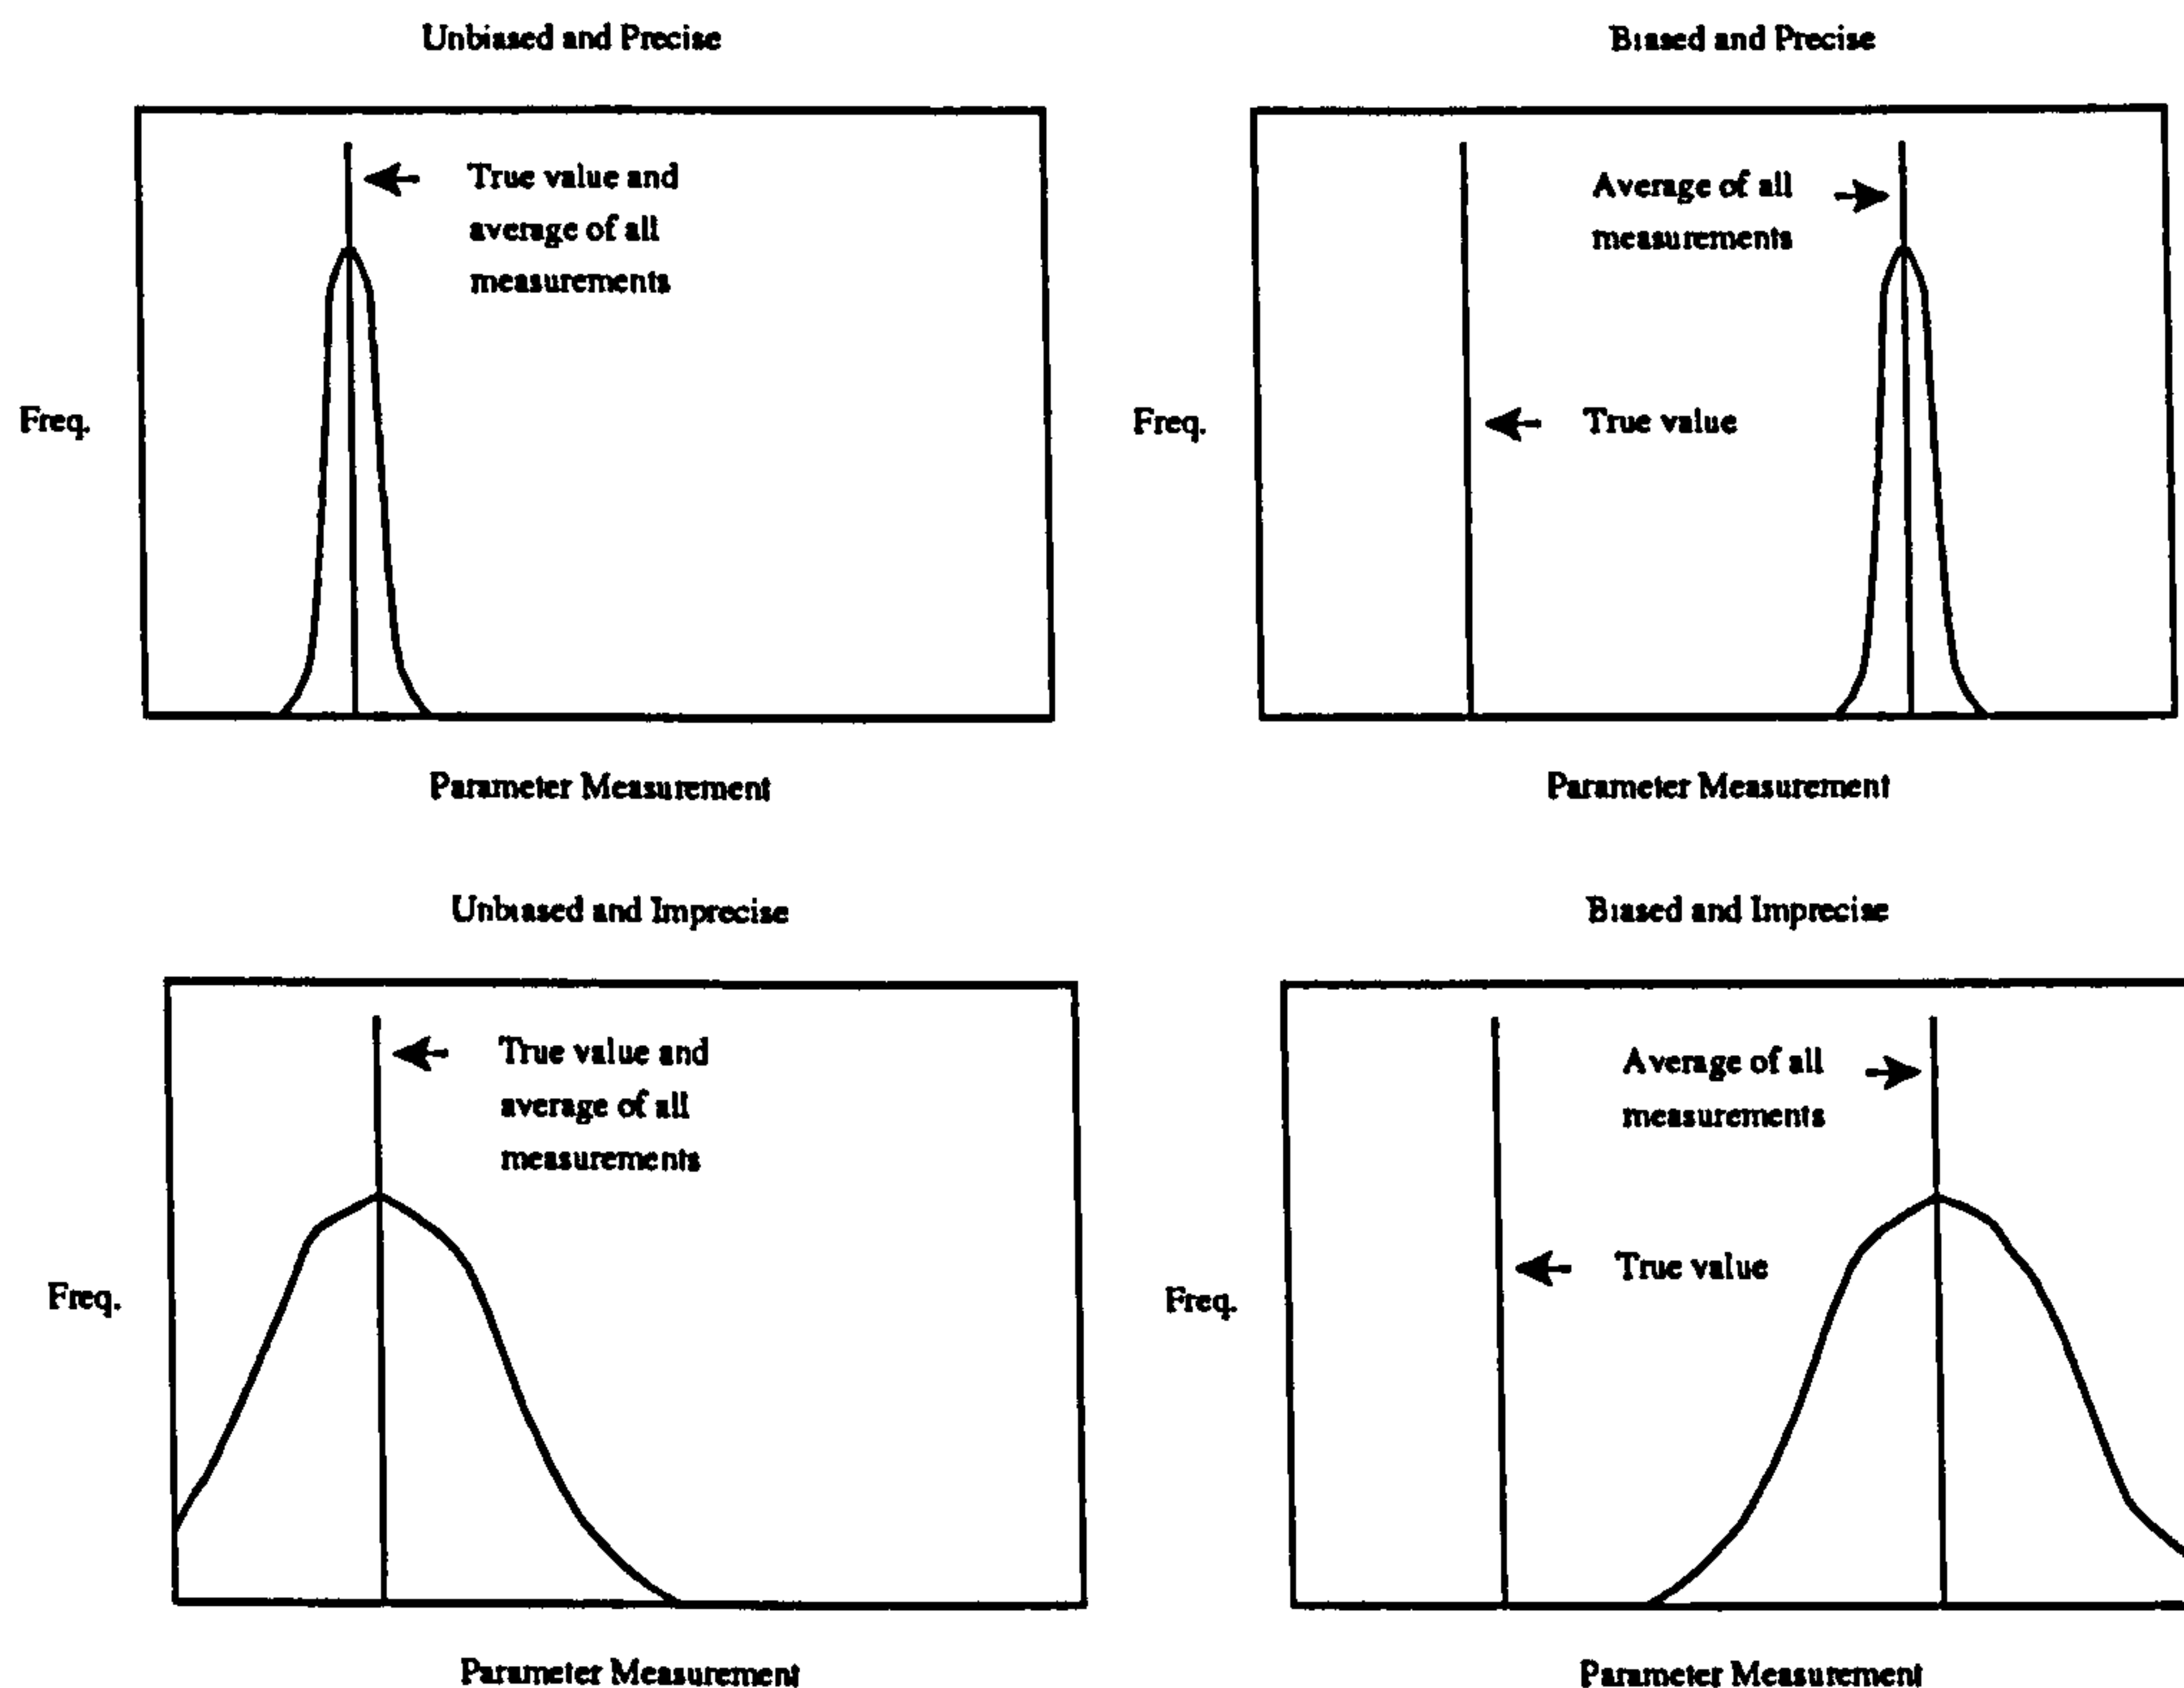 Unbiased and Precise
True value and
average of all
measurements
Freq.
Parameter Measurement
Biased and Precise
Average of all
measurements
True value
Freq.
Parameter Measurement
Unbiased and Imprecise
True value and
average of all
measurements
Freq.
Parameter Measurement
Biased and Imprecise
Average of all
measurements
True value
Freq.
Parameter Measurement